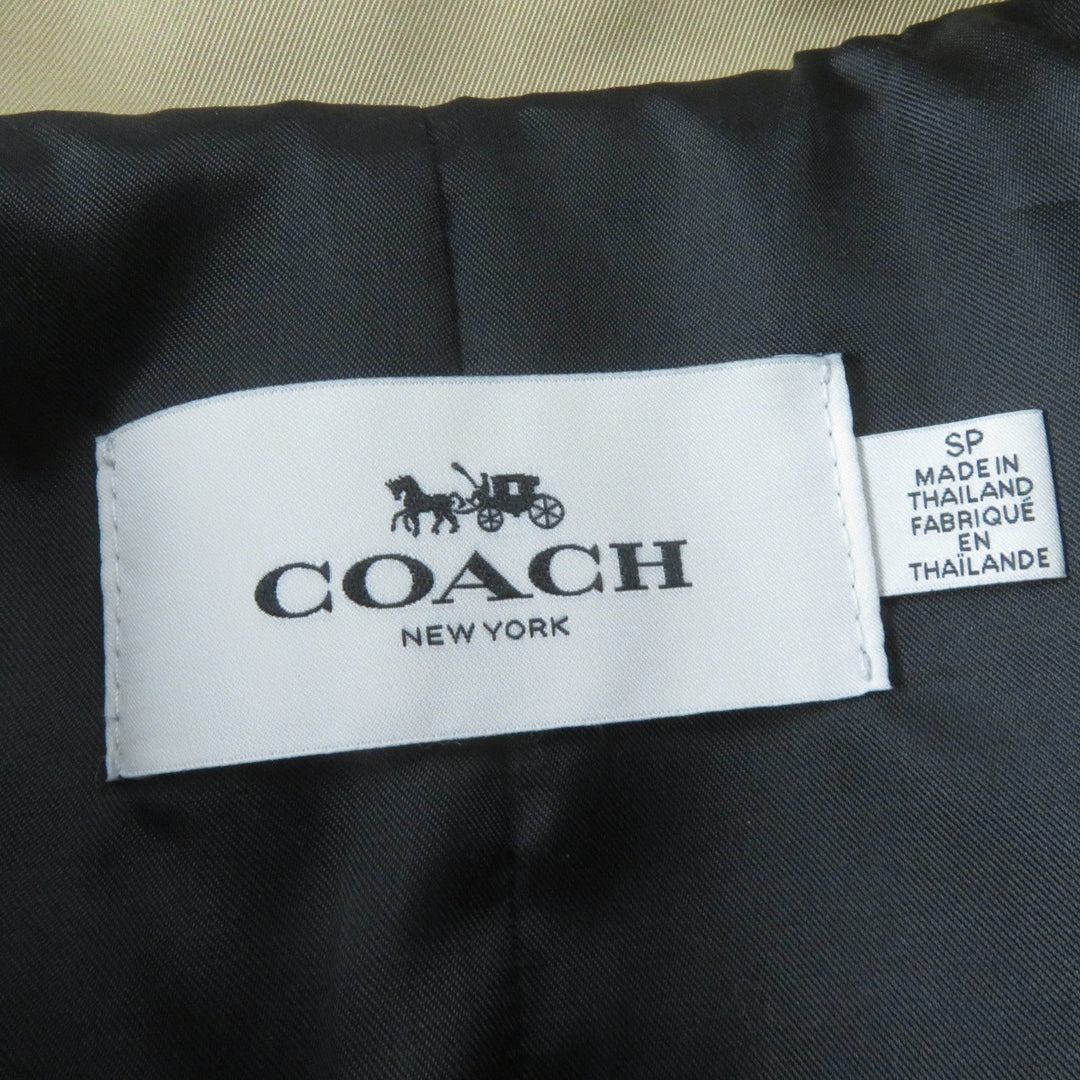 COACH
NEW YORK
SP
MADE IN
THAILAND
FABRIQUÉ
EN
THAÏLANDE